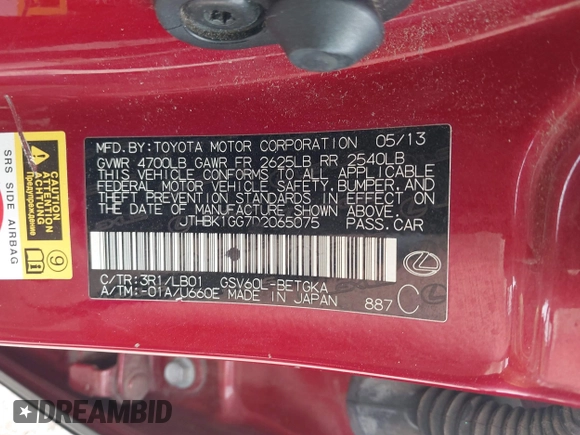 MFD.BY:TOYOTA MOTOR CORPORATION 05/13
GVWR 4700LB GAWR FR 2625LB RR 2540LB
THIS VEHICLE CONFORMS TO ALL APPLICABLE
FEDERAL MOTOR VEHICLE SAFETY,BUMPER,AND
THEFT PREVENTION STANDARDS IN EFFECT ON
THE DATE OF MANUFACTURE SHOWN ABOVE.
JTHBK1GG7D2065075 PASS.CAR
C/TR:3R1/LB01 GSV60L-BETGKA
A/TM:-01A/U660E MADE IN JAPAN 887C
SRS SIDE AIRBAG
CAUTION
ATTENTION
Предупреждение
9
DREAMBID